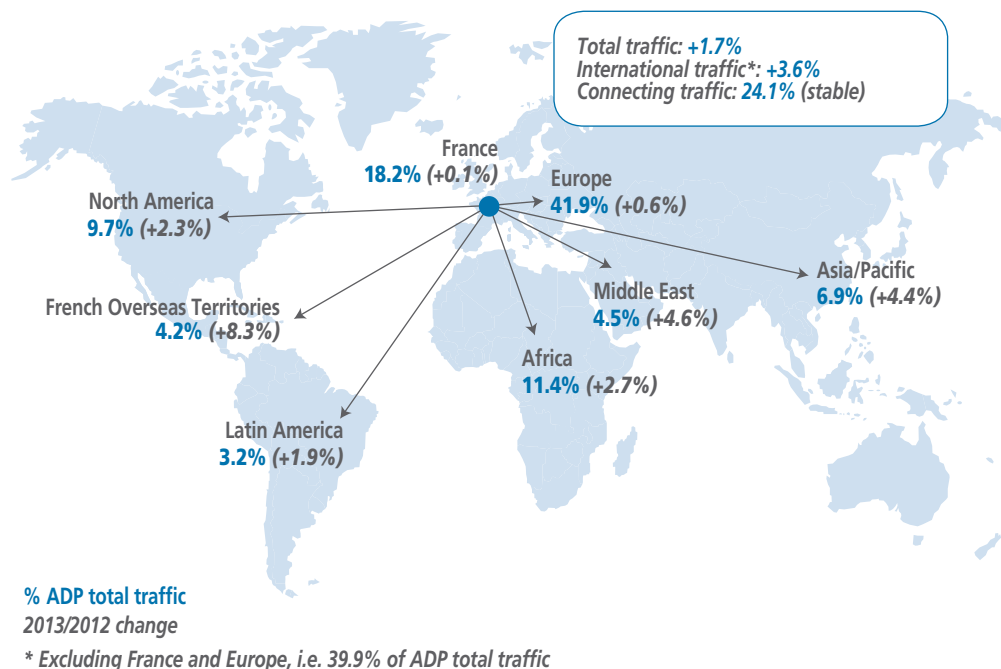 Total traffic: +1.7%
International traffic*: +3.6%
Connecting traffic: 24.1% (stable)
France
18.2% (+0.1%)
Europe
41.9% (+0.6%)
North America
9.7% (+2.3%)
Asia/Pacific
6.9% (+4.4%)
Middle East
4.5% (+4.6%)
French Overseas Territories
4.2% (+8.3%)
Africa
11.4% (+2.7%)
Latin America
3.2% (+1.9%)
% ADP total traffic
2013/2012 change
* Excluding France and Europe, i.e. 39.9% of ADP total traffic